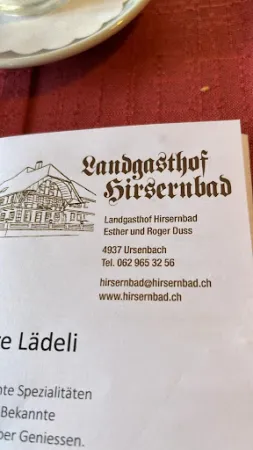 Landgasthof
Hirsernbad
Landgasthof Hirsernbad
Esther und Roger Duss
4937 Ursenbach
Tel. 062 965 32 56
hirsernbad@hirsernbad.ch
www.hirsernbad.ch
Lädeli
Spezialitäten
Bekannte
Geniessen.